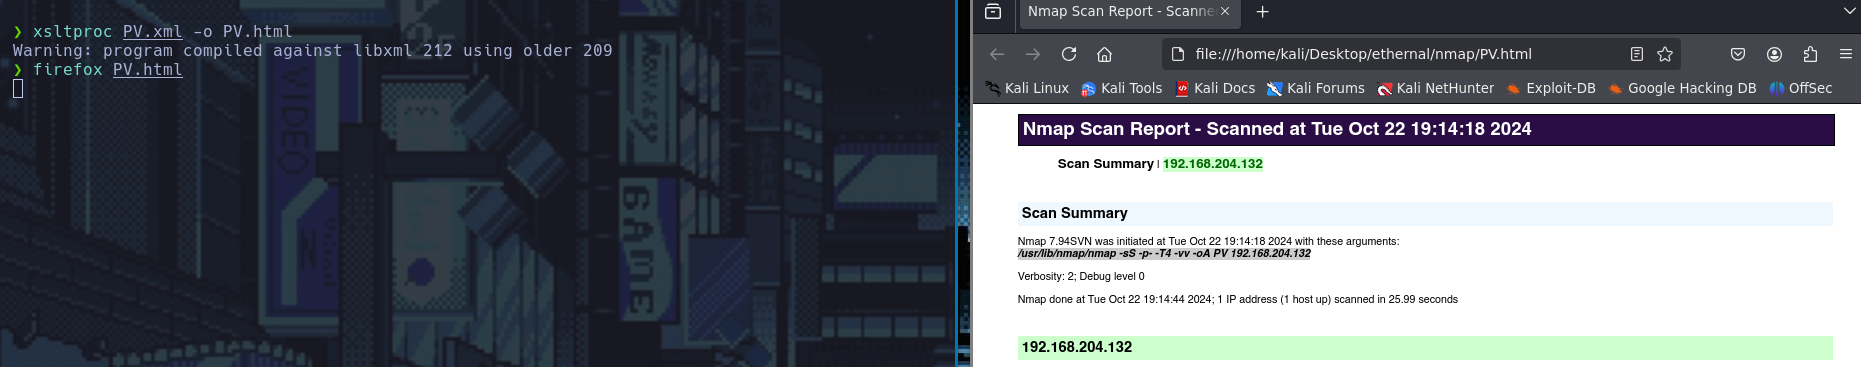 ❯ xsltproc PV.xml -o PV.html
Warning: program compiled against libxml 212 using older 209
❯ firefox PV.html
VIDEO
GAME
Nmap Scan Report - Scanne
file:///home/kali/Desktop/ethernal/nmap/PV.html
Kali Linux Kali Tools Kali Docs Kali Forums Kali NetHunter Exploit-DB Google Hacking DB OffSec
Nmap Scan Report - Scanned at Tue Oct 22 19:14:18 2024
Scan Summary | 192.168.204.132
Scan Summary
Nmap 7.94SVN was initiated at Tue Oct 22 19:14:18 2024 with these arguments:
/usr/lib/nmap/nmap -sS -p- -T4 -vv -oA PV 192.168.204.132
Verbosity: 2; Debug level 0
Nmap done at Tue Oct 22 19:14:44 2024; 1 IP address (1 host up) scanned in 25.99 seconds
192.168.204.132